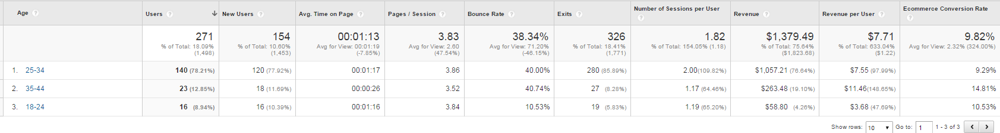 Age Users New Users Avg. Time on Page Pages / Session Bounce Rate Exits Number of Sessions per User Revenue Revenue per User Ecommerce Conversion Rate
271 154 00:01:13 3.83 38.34% 326 1.82 $1,379.49 $7.71 9.82%
% of Total: 18.09% % of Total: 10.60% Avg for View: 00:01:19 Avg for View: 2.60 Avg for View: 71.20% % of Total: 18.41% % of Total: 154.05% (1.18) % of Total: 75.64% % of Total: 633.04% Avg for View: 2.32% (324.00%)
(1,498) (1,453) (-7.85%) (47.54%) (-46.15%) (1,771) ($1,823.68) ($1.22)
1. 25-34 140 (78.21%) 120 (77.92%) 00:01:17 3.86 40.00% 280 (85.89%) 2.00(109.82%) $1,057.21 (76.64%) $7.55 (97.99%) 9.29%
2. 35-44 23 (12.85%) 18 (11.69%) 00:00:26 3.52 40.74% 27 (8.28%) 1.17 (64.46%) $263.48 (19.10%) $11.46(148.65%) 14.81%
3. 18-24 16 (8.94%) 16 (10.39%) 00:01:16 3.84 10.53% 19 (5.83%) 1.19 (65.20%) $58.80 (4.26%) $3.68 (47.69%) 10.53%
Show rows: 10 Go to: 1 1 - 3 of 3